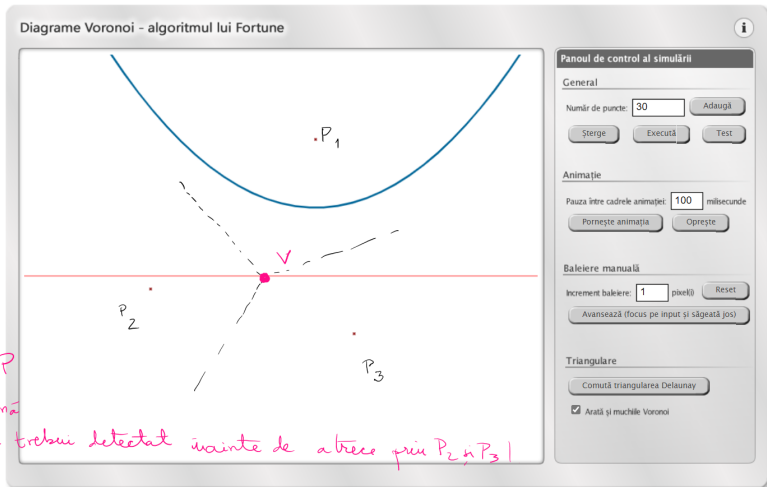 Diagrame Voronoi - algoritmul lui Fortune
i
Panoul de control al simulării
General
Număr de puncte: 30 Adaugă
Șterge Execută Test
Animație
Pauza între cadrele animației: 100 milisecunde
Pornește animația Oprește
Baleiere manuală
Increment baleiere: 1 pixel(i) Reset
Avansează (focus pe input și săgeată jos)
Triangulare
Comută triangularea Delaunay
Arată și muchiile Voronoi
P1
V
P2
P3
P
nă
trebui detectat înainte de a trece prin P2 și P3!